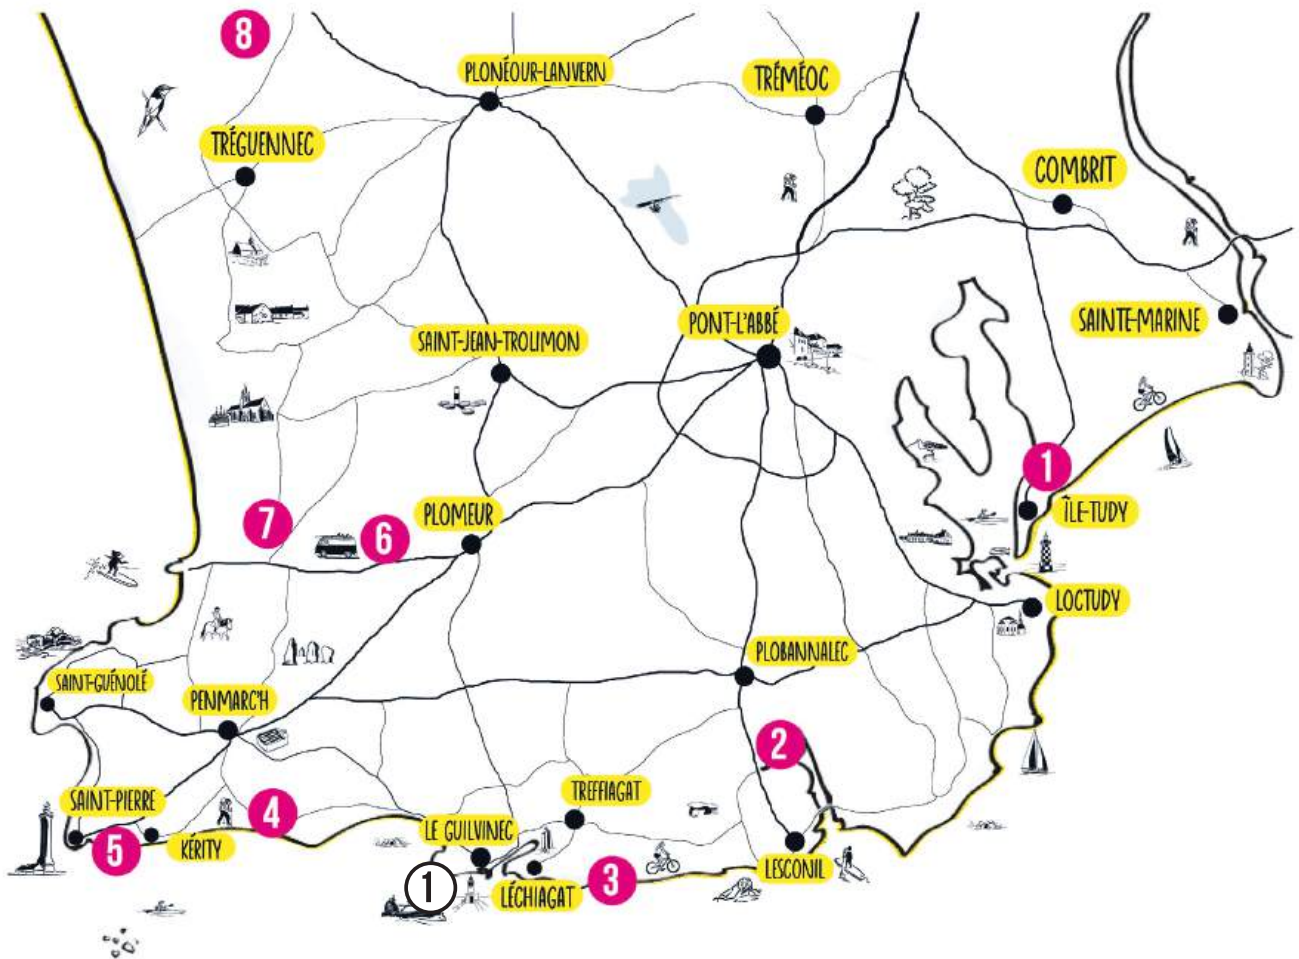 8
PLONÉOUR-LANVERN
TRÉMÉOC
TRÉGUENNEC
COMBRIT
PONT-L'ABBÉ
SAINTE-MARINE
SAINT-JEAN-TROLIMON
1
ÎLE-TUDY
7
6
PLOMEUR
LOCTUDY
PLOBANNALEC
SAINT-GUÉNOLÉ
PENMARC'H
2
SAINT-PIERRE
4
TREFFIAGAT
5
KÉRITY
LE GUILVINEC
1
LÉCHIAGAT
3
LESCONIL